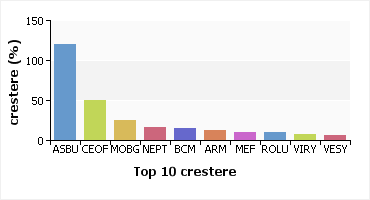 150
100
50
0
crestere (%)
ASBU CEOF MOBG NEPT BCM ARM MEF ROLU VIRY VESY
Top 10 crestere